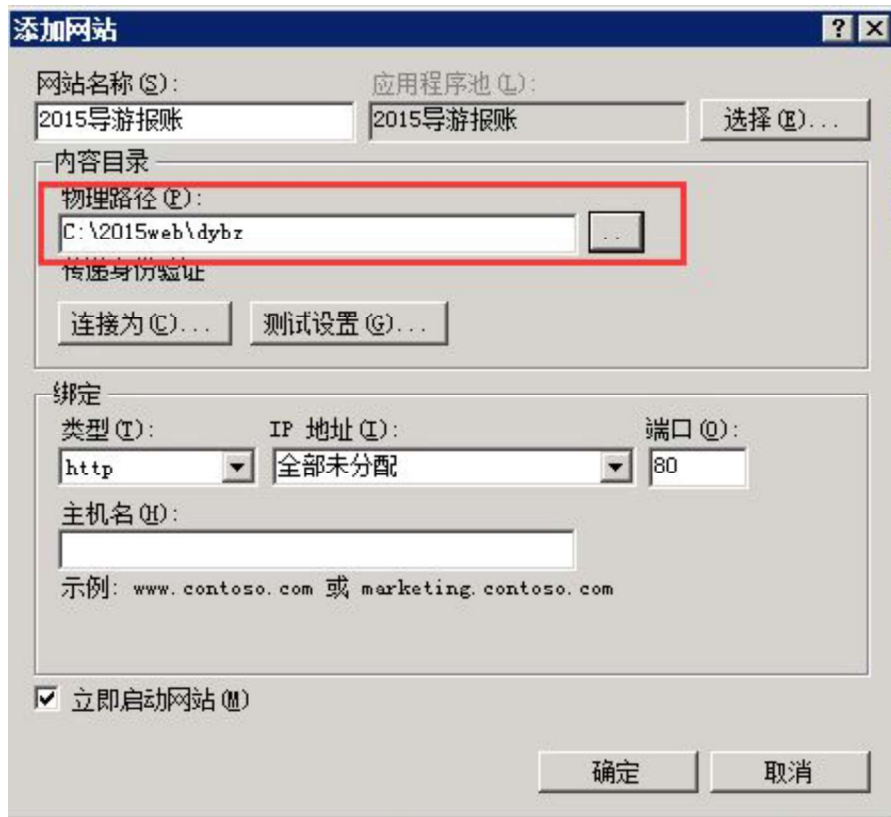 添加网站
网站名称(S): 应用程序池(L):
2015导游报账 2015导游报账 选择(E)...
内容目录
物理路径(P):
C:\2015web\dybz ..
传递身份验证
连接为(C)... 测试设置(G)...
绑定
类型(T): IP 地址(I): 端口(O):
http 全部未分配 80
主机名(H):
示例: www.contoso.com 或 marketing.contoso.com
立即启动网站(M)
确定 取消